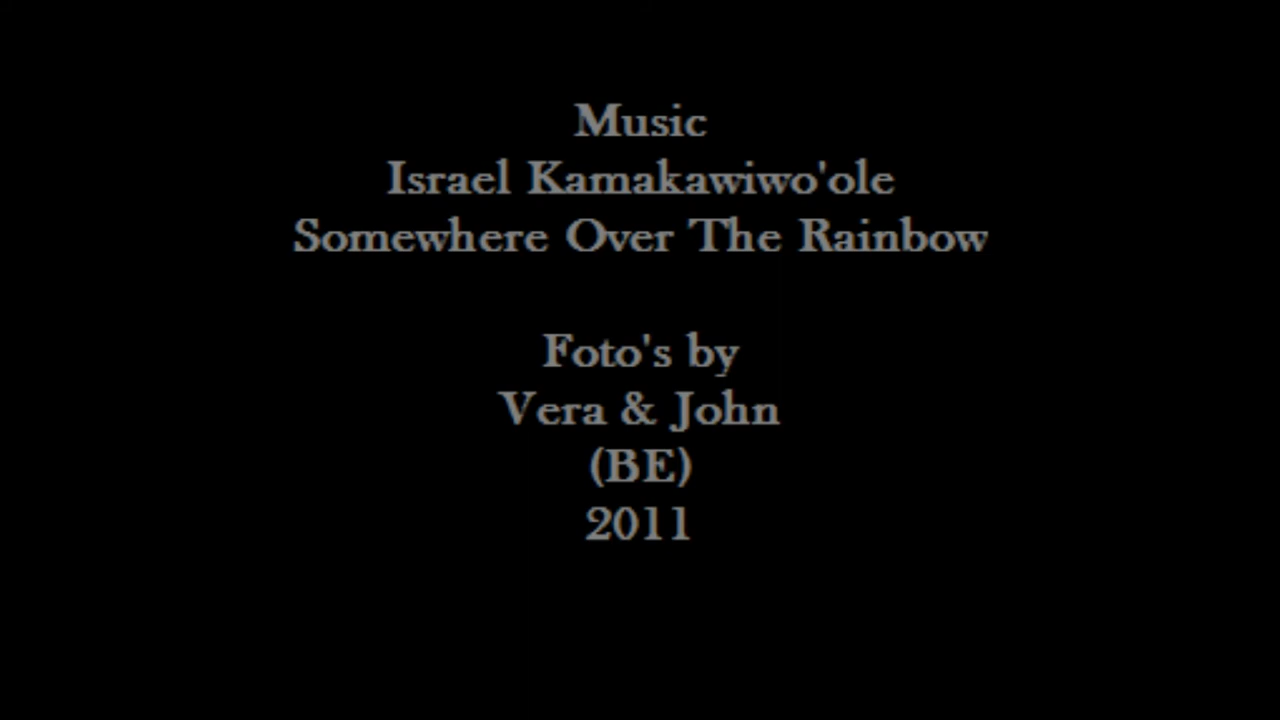 Music
Israel Kamakawiwo'ole
Somewhere Over The Rainbow
Foto's by
Vera & John
(BE)
2011